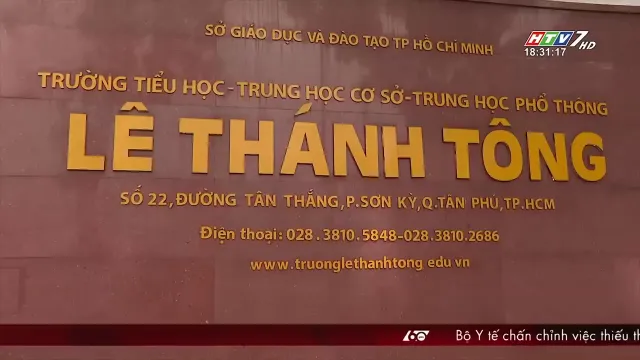 SỞ GIÁO DỤC VÀ ĐÀO TẠO TP HỒ CHÍ MINH
HTV7 HD
18:31:17
TRƯỜNG TIỂU HỌC-TRUNG HỌC CƠ SỞ-TRUNG HỌC PHỔ THÔNG
LÊ THÁNH TÔNG
SỐ 22,ĐƯỜNG TÂN THẮNG,P.SƠN KỲ,Q.TÂN PHÚ,TP.HCM
Điện thoại:028.3810.5848-028.3810.2686
www.truonglethanhtong.edu.vn
60 Bộ Y tế chấn chỉnh việc thiếu th